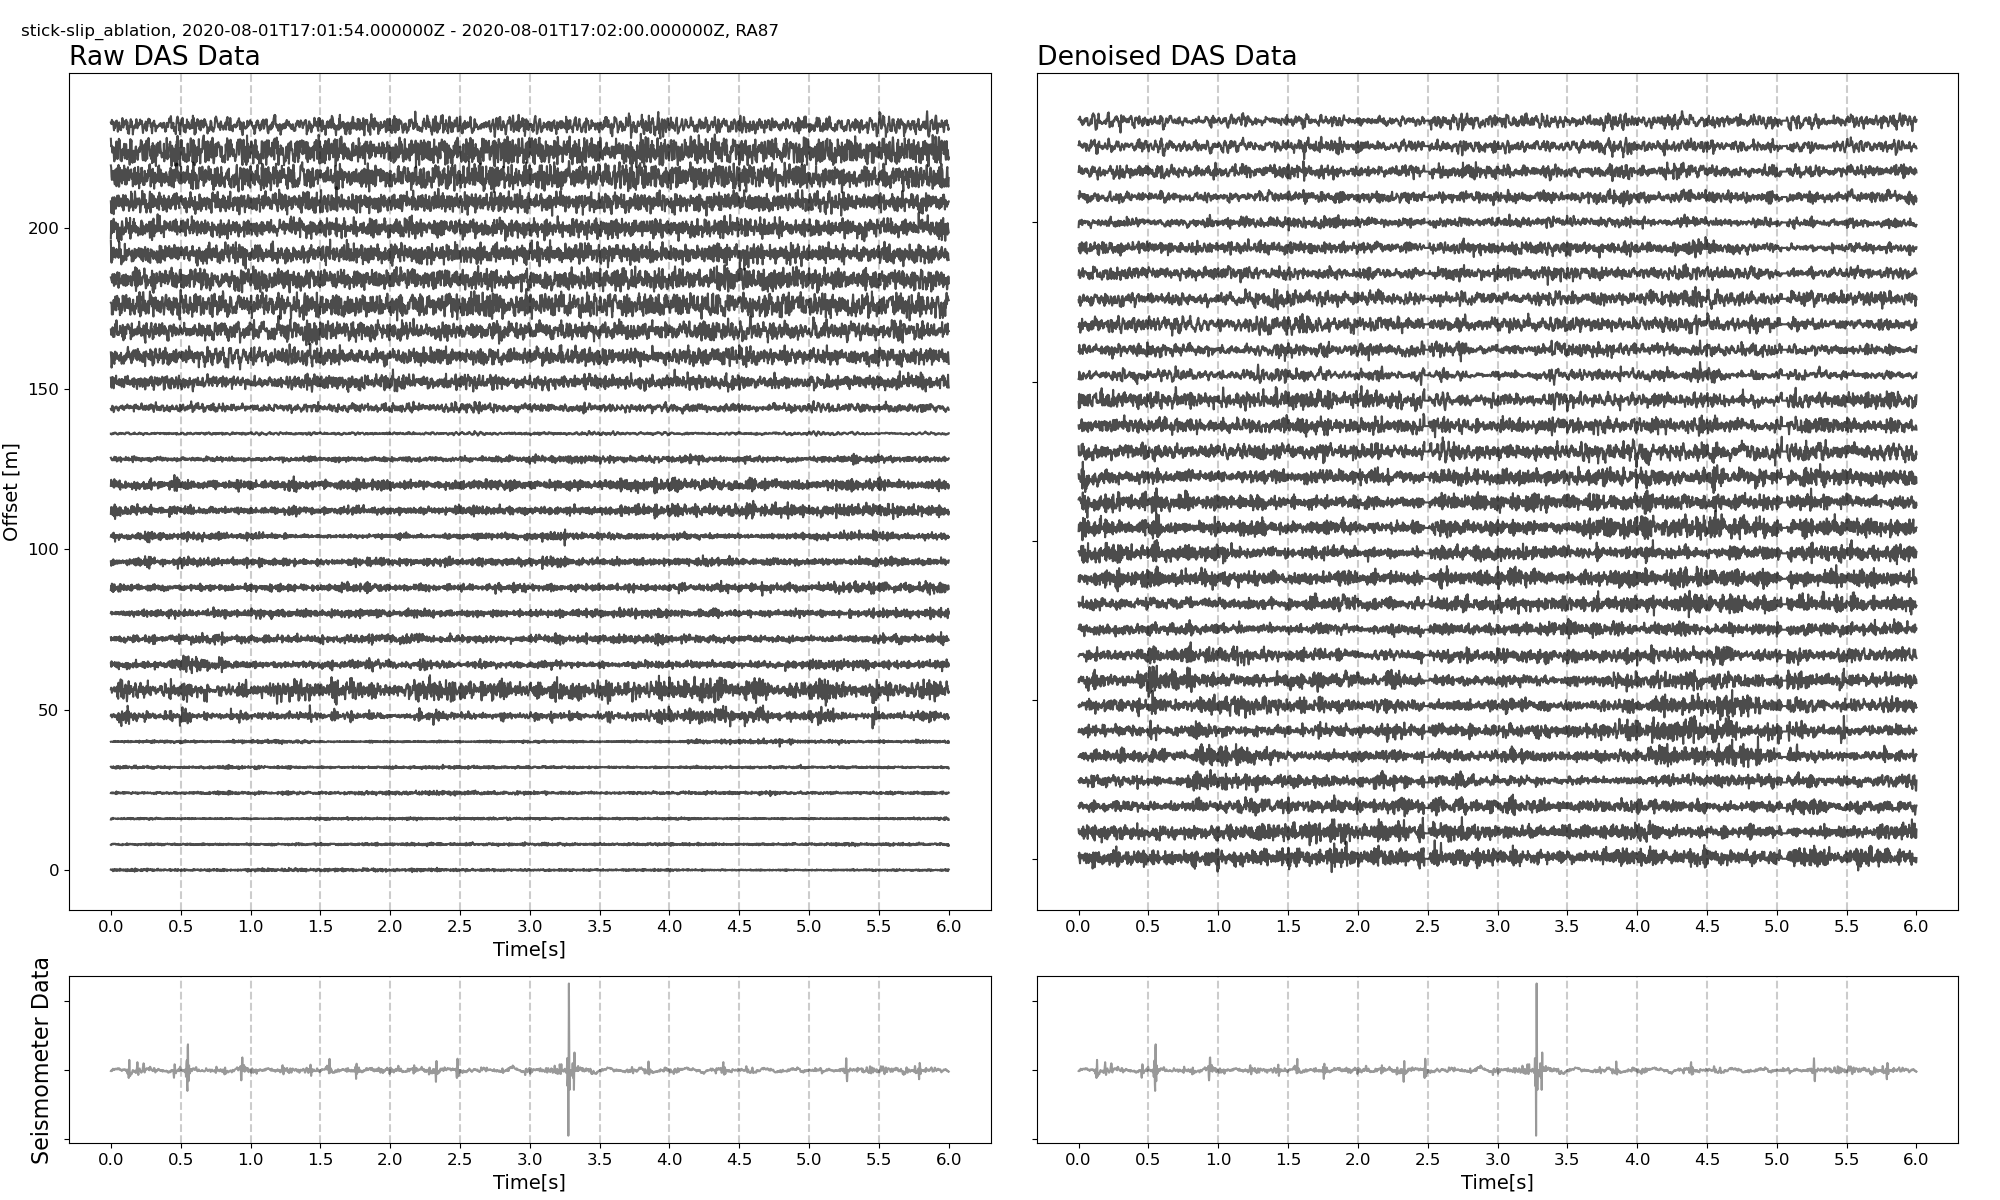 stick-slip_ablation, 2020-08-01T17:01:54.000000Z - 2020-08-01T17:02:00.000000Z, RA87
Raw DAS Data
Denoised DAS Data
Offset [m]
200
150
100
50
0
0.0 0.5 1.0 1.5 2.0 2.5 3.0 3.5 4.0 4.5 5.0 5.5 6.0
Time[s]
0.0 0.5 1.0 1.5 2.0 2.5 3.0 3.5 4.0 4.5 5.0 5.5 6.0
Seismometer Data
0.0 0.5 1.0 1.5 2.0 2.5 3.0 3.5 4.0 4.5 5.0 5.5 6.0
Time[s]
0.0 0.5 1.0 1.5 2.0 2.5 3.0 3.5 4.0 4.5 5.0 5.5 6.0
Time[s]